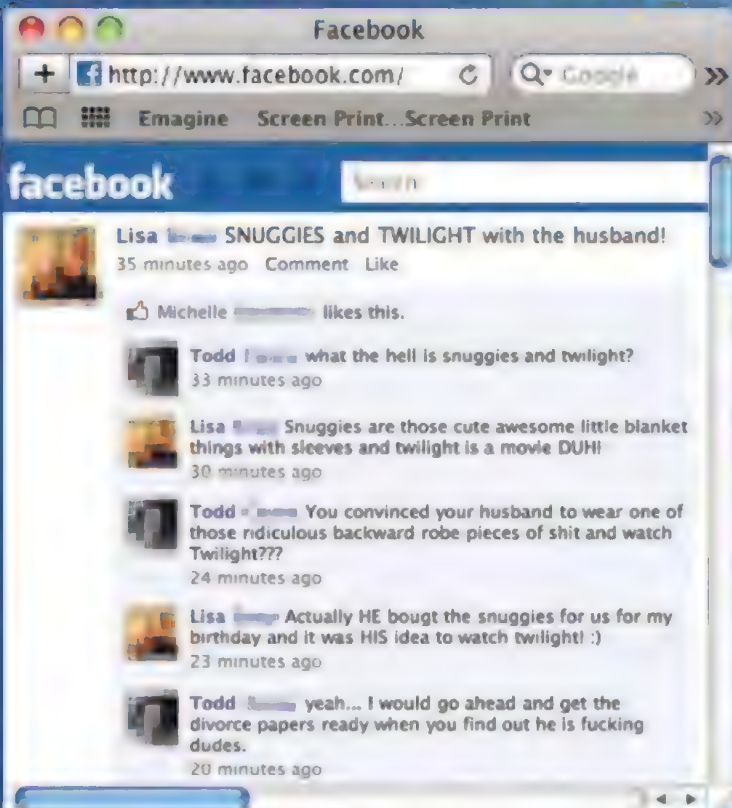 Facebook
http://www.facebook.com/ Google
Emagine Screen Print...Screen Print
facebook Search
Lisa SNUGGIES and TWILIGHT with the husband!
35 minutes ago Comment Like
Michelle likes this.
Todd what the hell is snuggies and twilight?
33 minutes ago
Lisa Snuggies are those cute awesome little blanket
things with sleeves and twilight is a movie DUH!
30 minutes ago
Todd You convinced your husband to wear one of
those ridiculous backward robe pieces of shit and watch
Twilight???
24 minutes ago
Lisa Actually HE bougt the snuggies for us for my
birthday and it was HIS idea to watch twilight! :)
23 minutes ago
Todd yeah... I would go ahead and get the
divorce papers ready when you find out he is fucking
dudes.
20 minutes ago